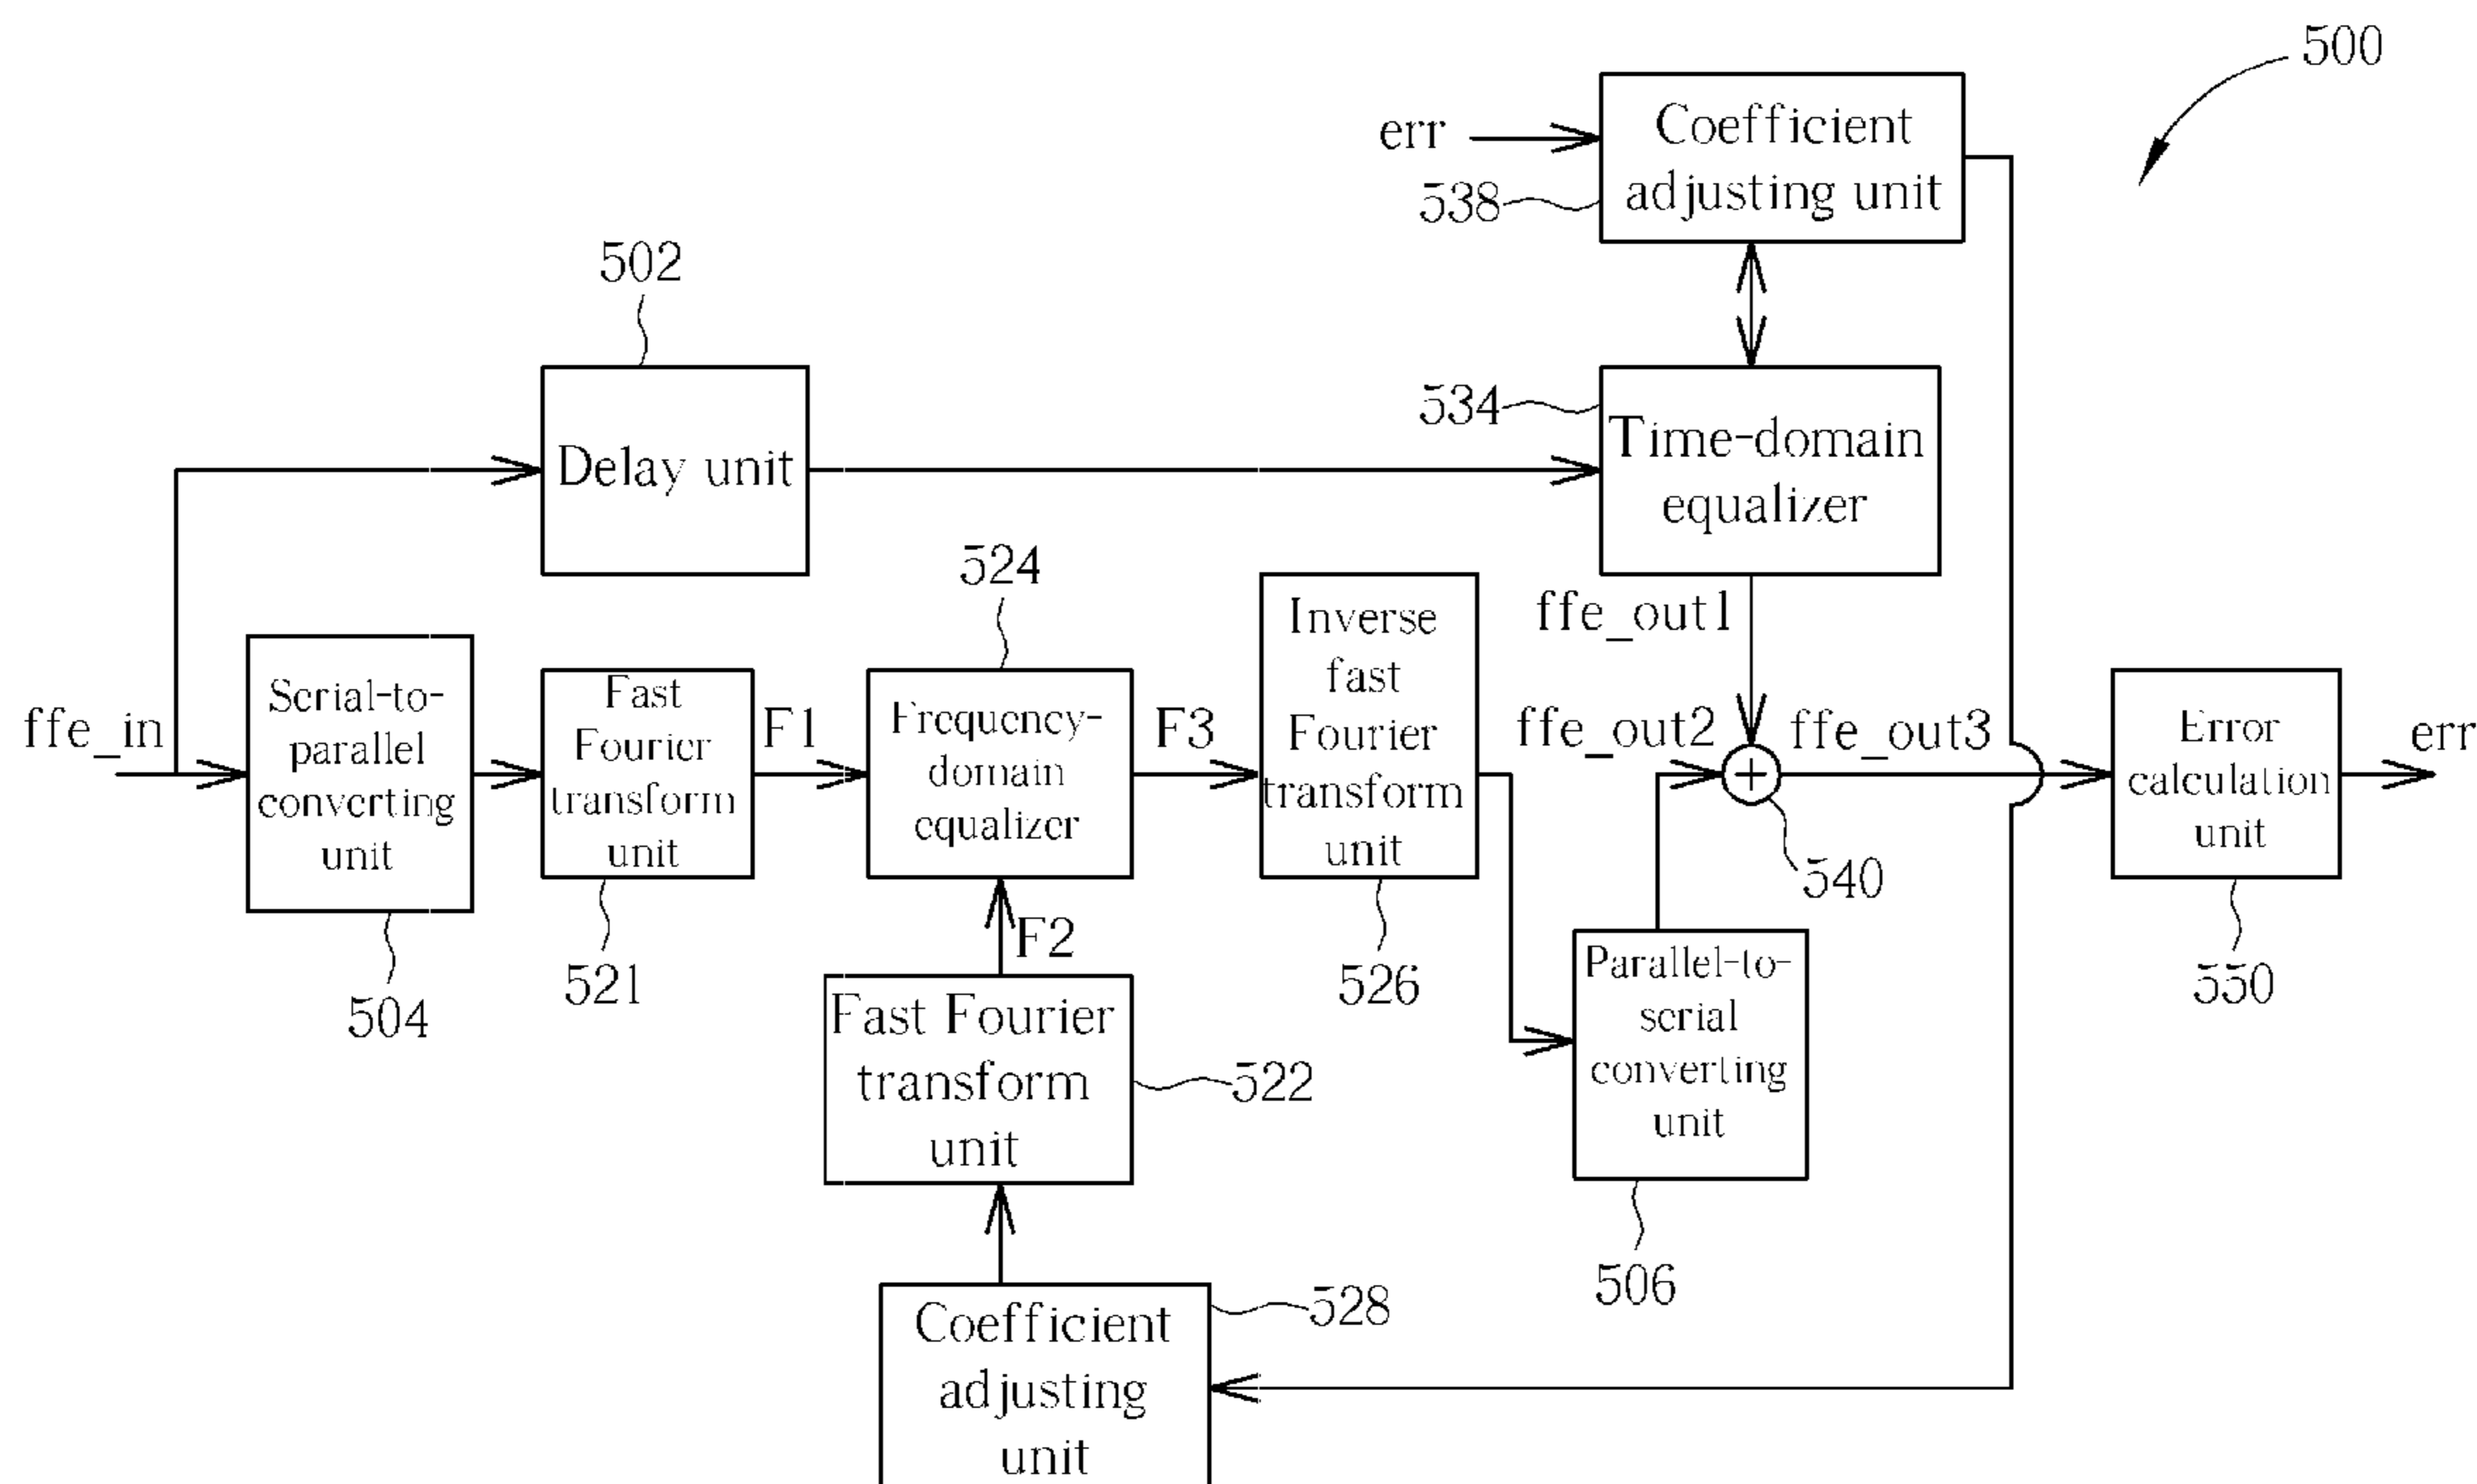 500
err
Coefficient
adjusting unit
538
502
Delay unit
534
Time-domain
equalizer
524
ffe_out1
ffe_in
Serial-to-
parallel
converting
unit
504
Fast
Fourier
transform
unit
521
F1
Frequency-
domain
equalizer
F3
Inverse
fast
Fourier
transform
unit
526
ffe_out2
ffe_out3
540
Error
calculation
unit
550
err
F2
Fast Fourier
transform
unit
522
Parallel-to-
serial
converting
unit
506
Coefficient
adjusting
unit
528